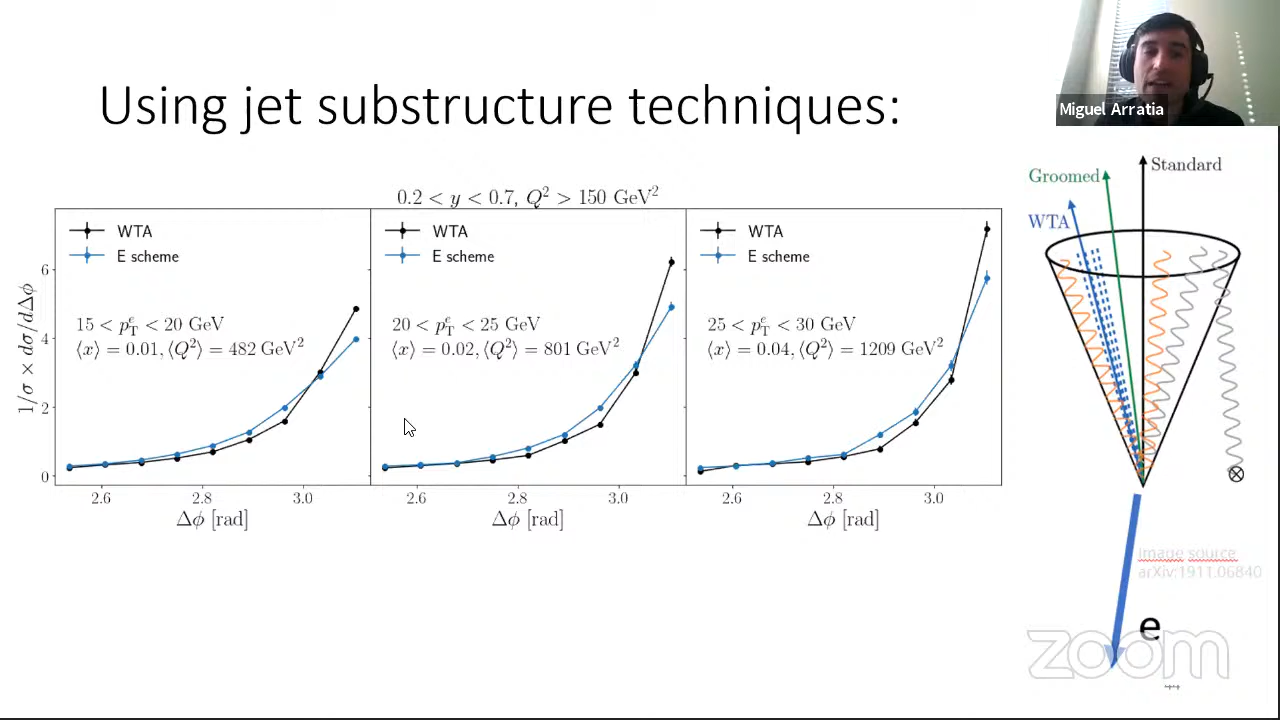 Using jet substructure techniques:
Miguel Arratia
0.2 < y < 0.7, Q² > 150 GeV²
1/σ × dσ/dΔϕ
6
4
2
0
WTA
E scheme
15 < p_T^e < 20 GeV
⟨x⟩ = 0.01, ⟨Q²⟩ = 482 GeV²
2.6 2.8 3.0
Δϕ [rad]
WTA
E scheme
20 < p_T^e < 25 GeV
⟨x⟩ = 0.02, ⟨Q²⟩ = 801 GeV²
2.6 2.8 3.0
Δϕ [rad]
WTA
E scheme
25 < p_T^e < 30 GeV
⟨x⟩ = 0.04, ⟨Q²⟩ = 1209 GeV²
2.6 2.8 3.0
Δϕ [rad]
Standard
Groomed
WTA
Image source
arXiv:1911.06840
e
zoom